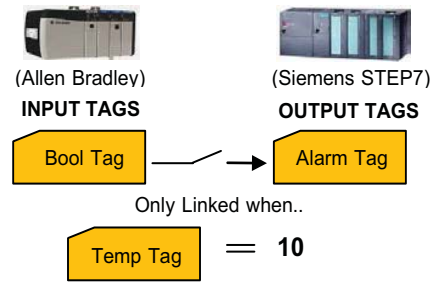 (Allen Bradley) (Siemens STEP7)
INPUT TAGS OUTPUT TAGS
Bool Tag Alarm Tag
Only Linked when..
Temp Tag = 10